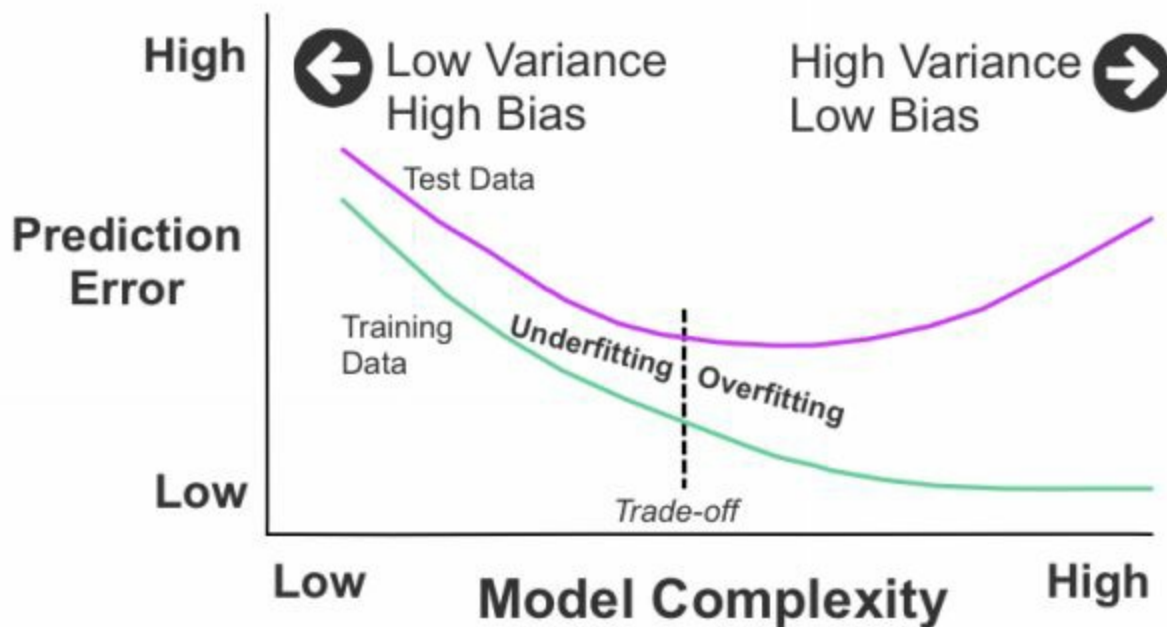 High
Low Variance
High Bias
High Variance
Low Bias
Test Data
Prediction
Error
Training
Data
Underfitting
Overfitting
Low
Trade-off
Low
Model Complexity
High